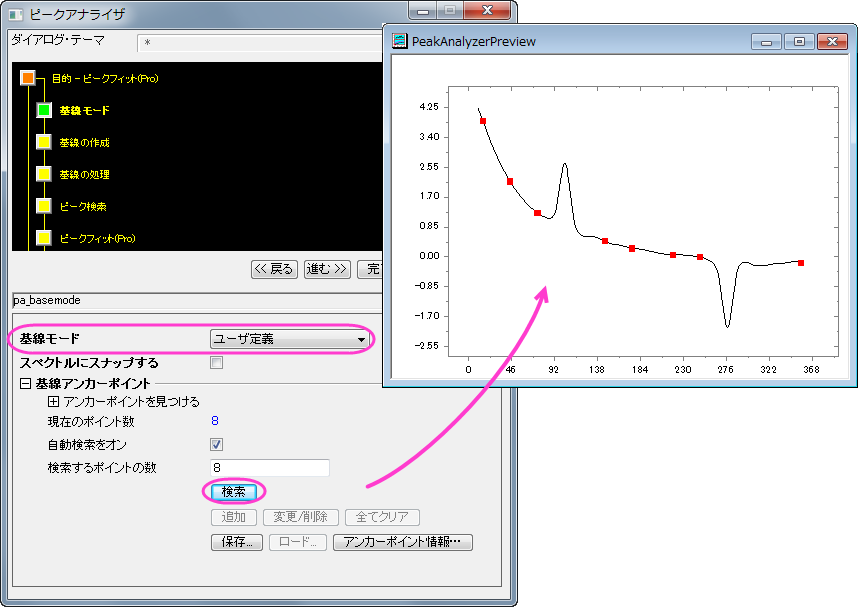 ピークアナライザ
ダイアログ・テーマ
*
目的 - ピークフィット(Pro)
基線モード
基線の作成
基線の処理
ピーク検索
ピークフィット(Pro)
<< 戻る
進む >>
完
pa_basemode
基線モード
ユーザ定義
スペクトルにスナップする
基線アンカーポイント
アンカーポイントを見つける
現在のポイント数
8
自動検索をオン
検索するポイントの数
8
検索
追加
変更/削除
全てクリア
保存...
ロード...
アンカーポイント情報...
PeakAnalyzerPreview
4.25
3.40
2.55
1.70
0.85
0.00
-0.85
-1.70
-2.55
0 46 92 138 184 230 276 322 368